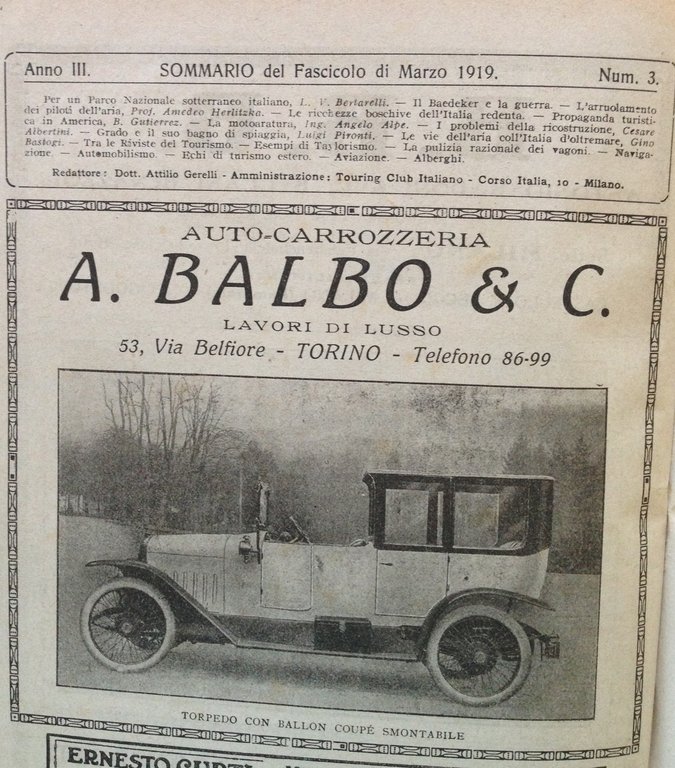 Anno III. SOMMARIO del Fascicolo di Marzo 1919. Num. 3.
Per un Parco Nazionale sotterraneo italiano, L. V. Bertarelli. — Il Baedeker e la guerra. — L'arruolamento
dei piloti dell'aria, Prof. Amedeo Herlitzka. — Le ricchezze boschive dell'Italia redenta. — Propaganda turisti-
ca in America, B. Gutierrez. — La motoaratura, Ing. Angelo Alpe. — I problemi della ricostruzione, Cesare
Albertini. — Grado e il suo bagno di spiaggia, Luigi Pironti. — Le vie dell'aria coll'Italia d'oltremare, Gino
Bastogi. — Tra le Riviste del Turismo. — Esempi di Taylorismo. — La pulizia razionale dei vagoni. — Naviga-
zione. — Automobilismo. — Echi di turismo estero. — Aviazione. — Alberghi.
Redattore: Dott. Attilio Gerelli - Amministrazione: Touring Club Italiano - Corso Italia, 10 - Milano.
AUTO-CARROZZERIA
A. BALBO & C.
LAVORI DI LUSSO
53, Via Belfiore - TORINO - Telefono 86-99
TORPEDO CON BALLON COUPÉ SMONTABILE
ERNESTO